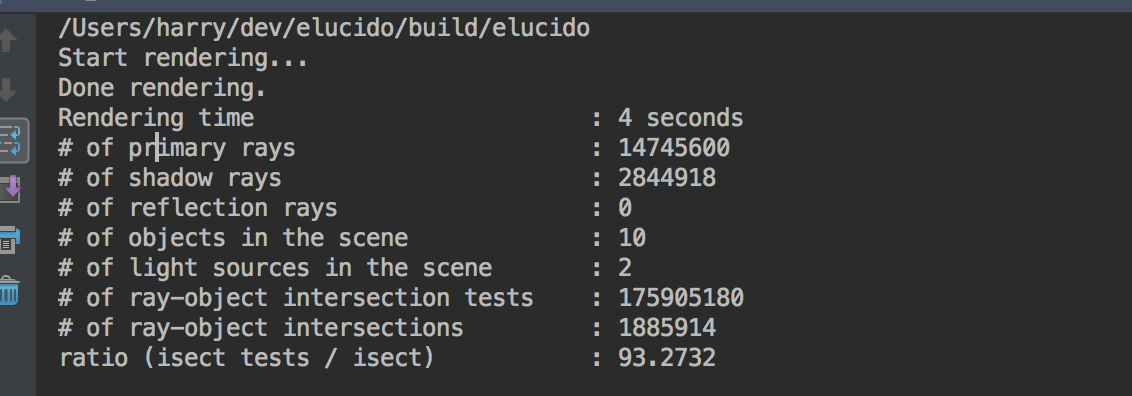 /Users/harry/dev/elucido/build/elucido
Start rendering...
Done rendering.
Rendering time                        : 4 seconds
# of primary rays                     : 14745600
# of shadow rays                      : 2844918
# of reflection rays                  : 0
# of objects in the scene             : 10
# of light sources in the scene       : 2
# of ray-object intersection tests    : 175905180
# of ray-object intersections         : 1885914
ratio (isect tests / isect)           : 93.2732